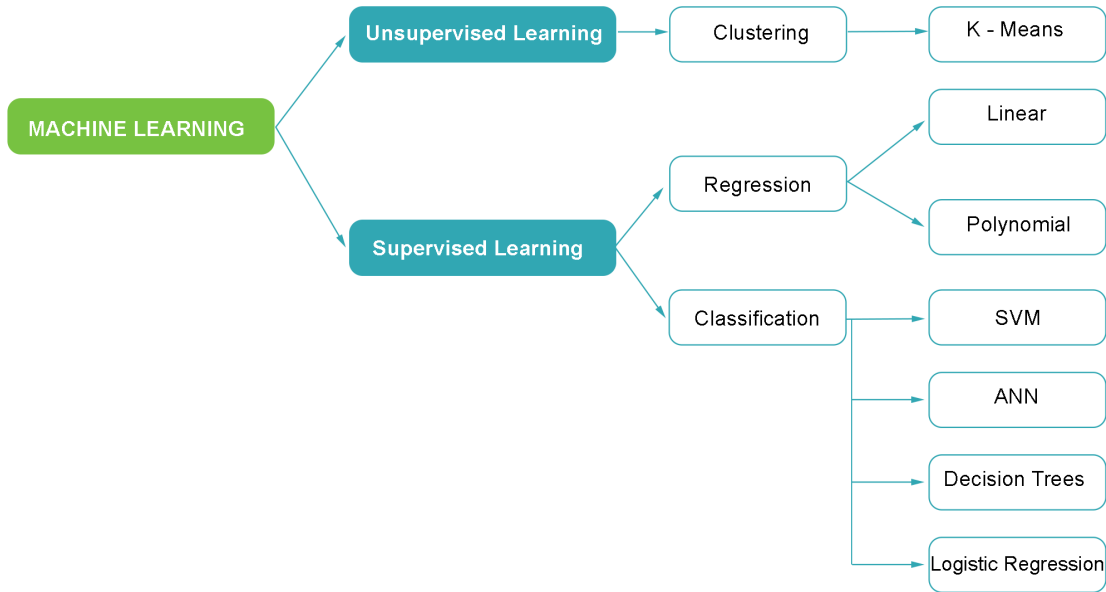 Unsupervised Learning
Clustering
K - Means
MACHINE LEARNING
Linear
Regression
Polynomial
Supervised Learning
Classification
SVM
ANN
Decision Trees
Logistic Regression